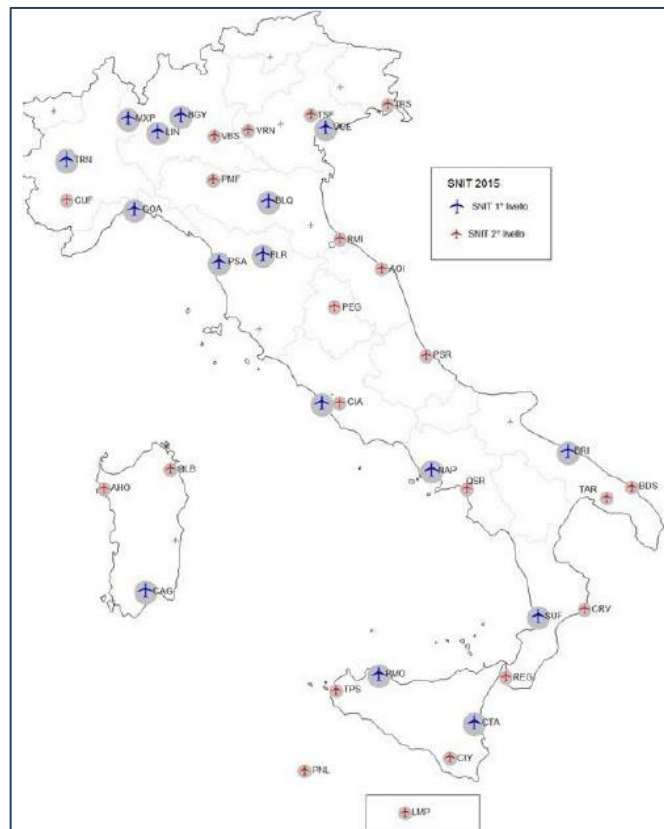 TRS
MXP
BGY
TSF
LIN
VBS
VRN
VCE
TRN
CUF
PMF
SNIT 2015
GOA
BLQ
SNIT 1° livello
SNIT 2° livello
RMI
PSA
FLR
AOI
PEG
PSR
CIA
BRI
OLB
NAP
AHO
QSR
TAR
BDS
CAG
SUF
CRV
PMO
REG
TPS
CTA
CIY
PNL
LMP